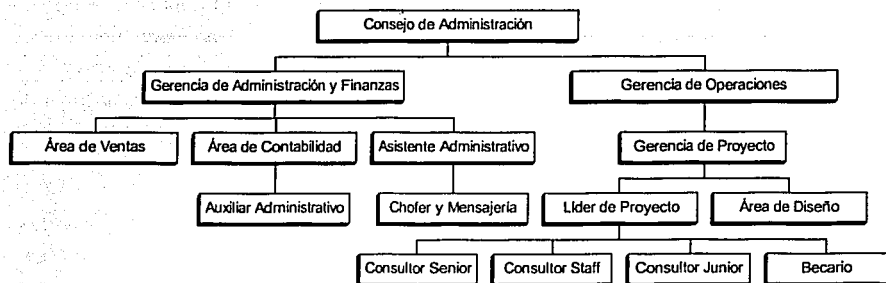 Consejo de Administración
Gerencia de Administración y Finanzas
Gerencia de Operaciones
Área de Ventas
Área de Contabilidad
Asistente Administrativo
Gerencia de Proyecto
Auxiliar Administrativo
Chofer y Mensajería
Líder de Proyecto
Área de Diseño
Consultor Senior
Consultor Staff
Consultor Junior
Becario